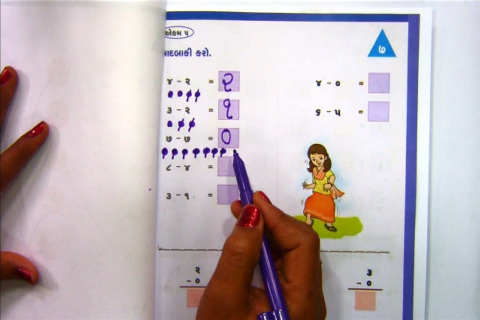 એકમ ૫
૭
બાદબાકી કરો.
૪ - ૨ = ૨
૪ - ૦ =
૩ - ૨ = ૧
૬ - ૫ =
૭ - ૭ = ૦
૮ - ૪ =
૩ - ૧ =
૨
- ૦
૩
- ૦